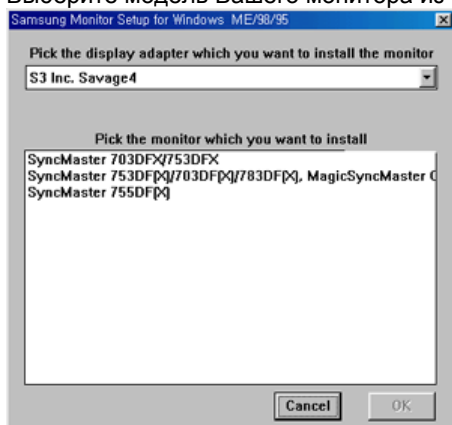 Выберите модель Вашего монитора из
Samsung Monitor Setup for Windows ME/98/95
Pick the display adapter which you want to install the monitor
S3 Inc. Savage4
Pick the monitor which you want to install
SyncMaster 703DFX/753DFX
SyncMaster 753DF(X)/703DF(X)/783DF(X), MagicSyncMaster
SyncMaster 755DF(X)
Cancel
OK